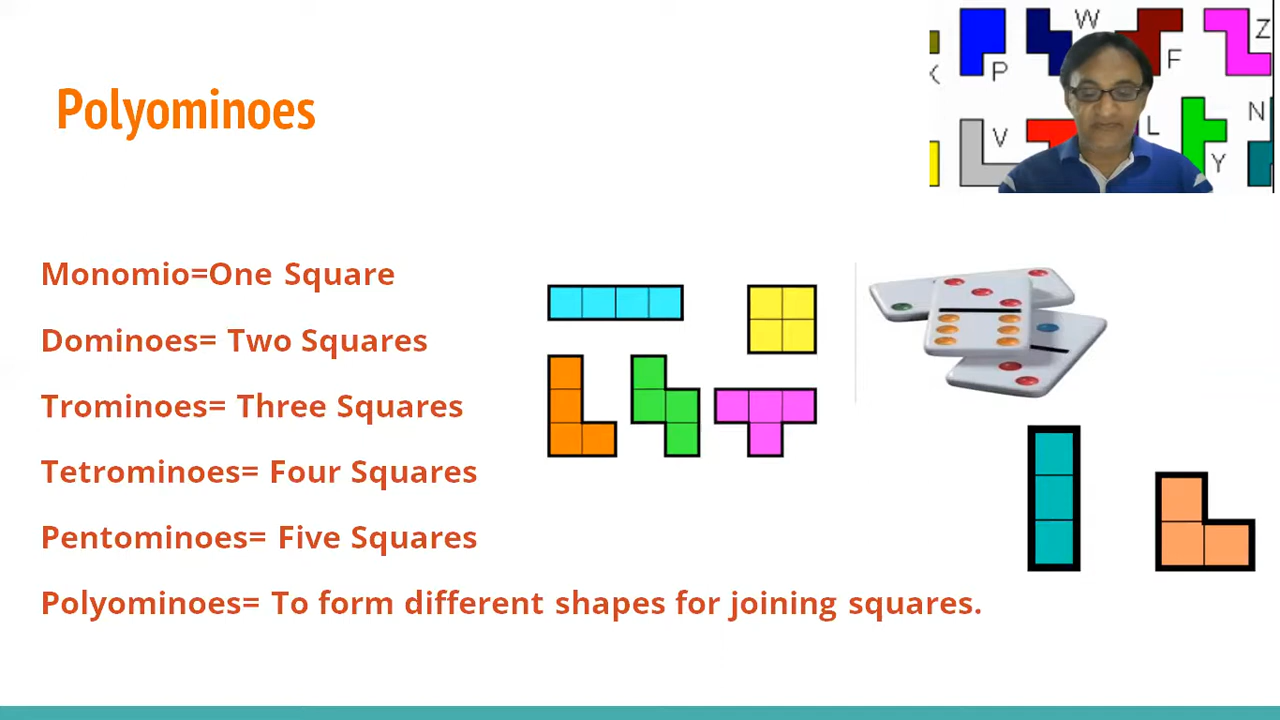 Polyominoes
W
Z
P
F
V
L
N
Y
Monomio=One Square
Dominoes= Two Squares
Trominoes= Three Squares
Tetrominoes= Four Squares
Pentominoes= Five Squares
Polyominoes= To form different shapes for joining squares.